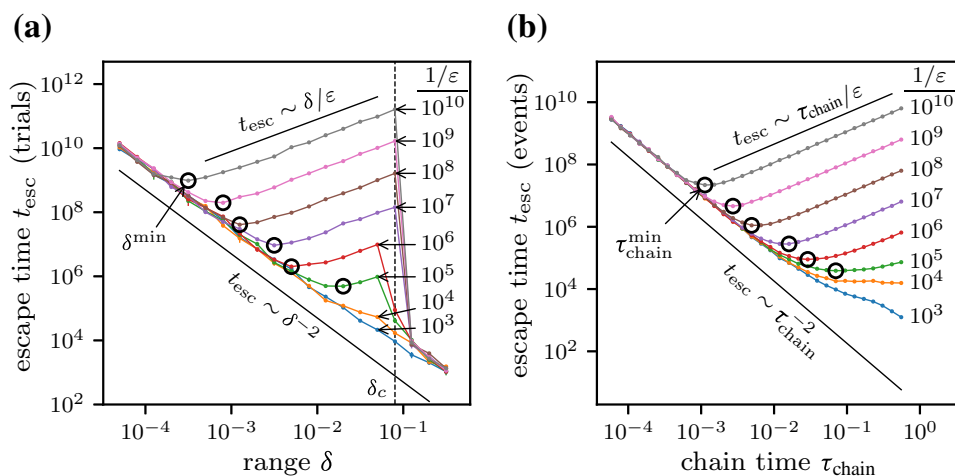 (a)
escape time t_esc (trials)
10^12
10^10
10^8
10^6
10^4
10^2
t_esc ∼ δ/ε
1/ε
10^10
10^9
10^8
10^7
10^6
10^5
10^4
10^3
δ^min
t_esc ∼ δ^−2
δ_c
10^−4
10^−3
10^−2
10^−1
range δ
(b)
escape time t_esc (events)
10^10
10^8
10^6
10^4
10^2
t_esc ∼ τ_chain/ε
1/ε
10^10
10^9
10^8
10^7
10^6
10^5
10^4
10^3
τ_chain^min
t_esc ∼ τ_chain^−2
10^−4
10^−3
10^−2
10^−1
10^0
chain time τ_chain